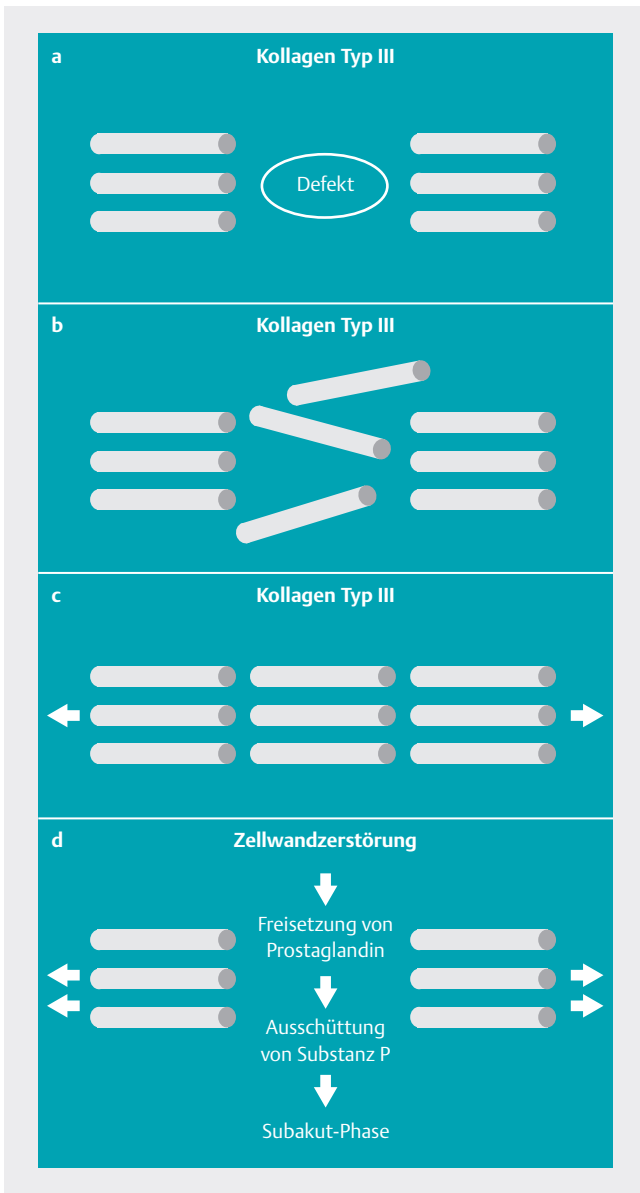 a
Kollagen Typ III
Defekt
b
Kollagen Typ III
c
Kollagen Typ III
d
Zellwandzerstörung
Freisetzung von
Prostaglandin
Ausschüttung
von Substanz P
Subakut-Phase